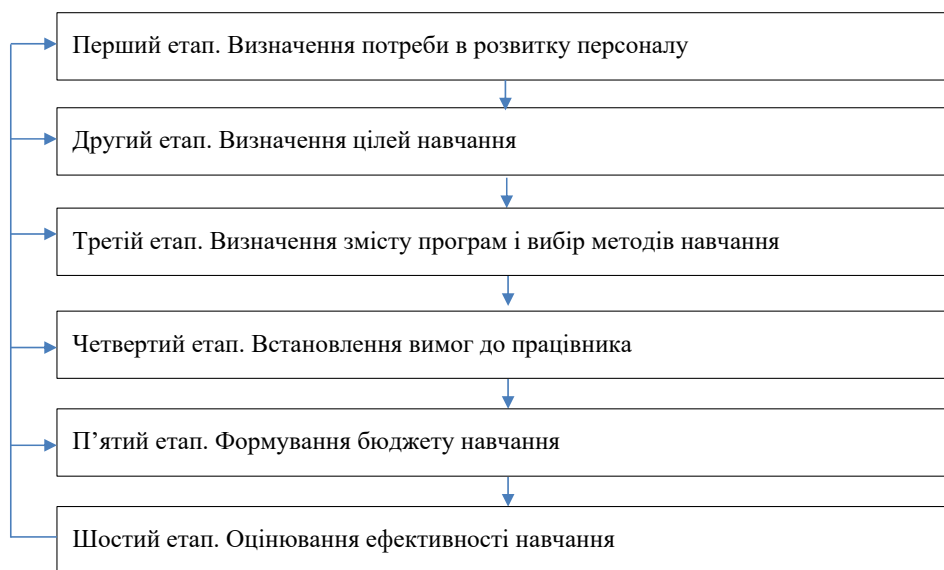 Перший етап. Визначення потреби в розвитку персоналу
Другий етап. Визначення цілей навчання
Третій етап. Визначення змісту програм і вибір методів навчання
Четвертий етап. Встановлення вимог до працівника
П’ятий етап. Формування бюджету навчання
Шостий етап. Оцінювання ефективності навчання